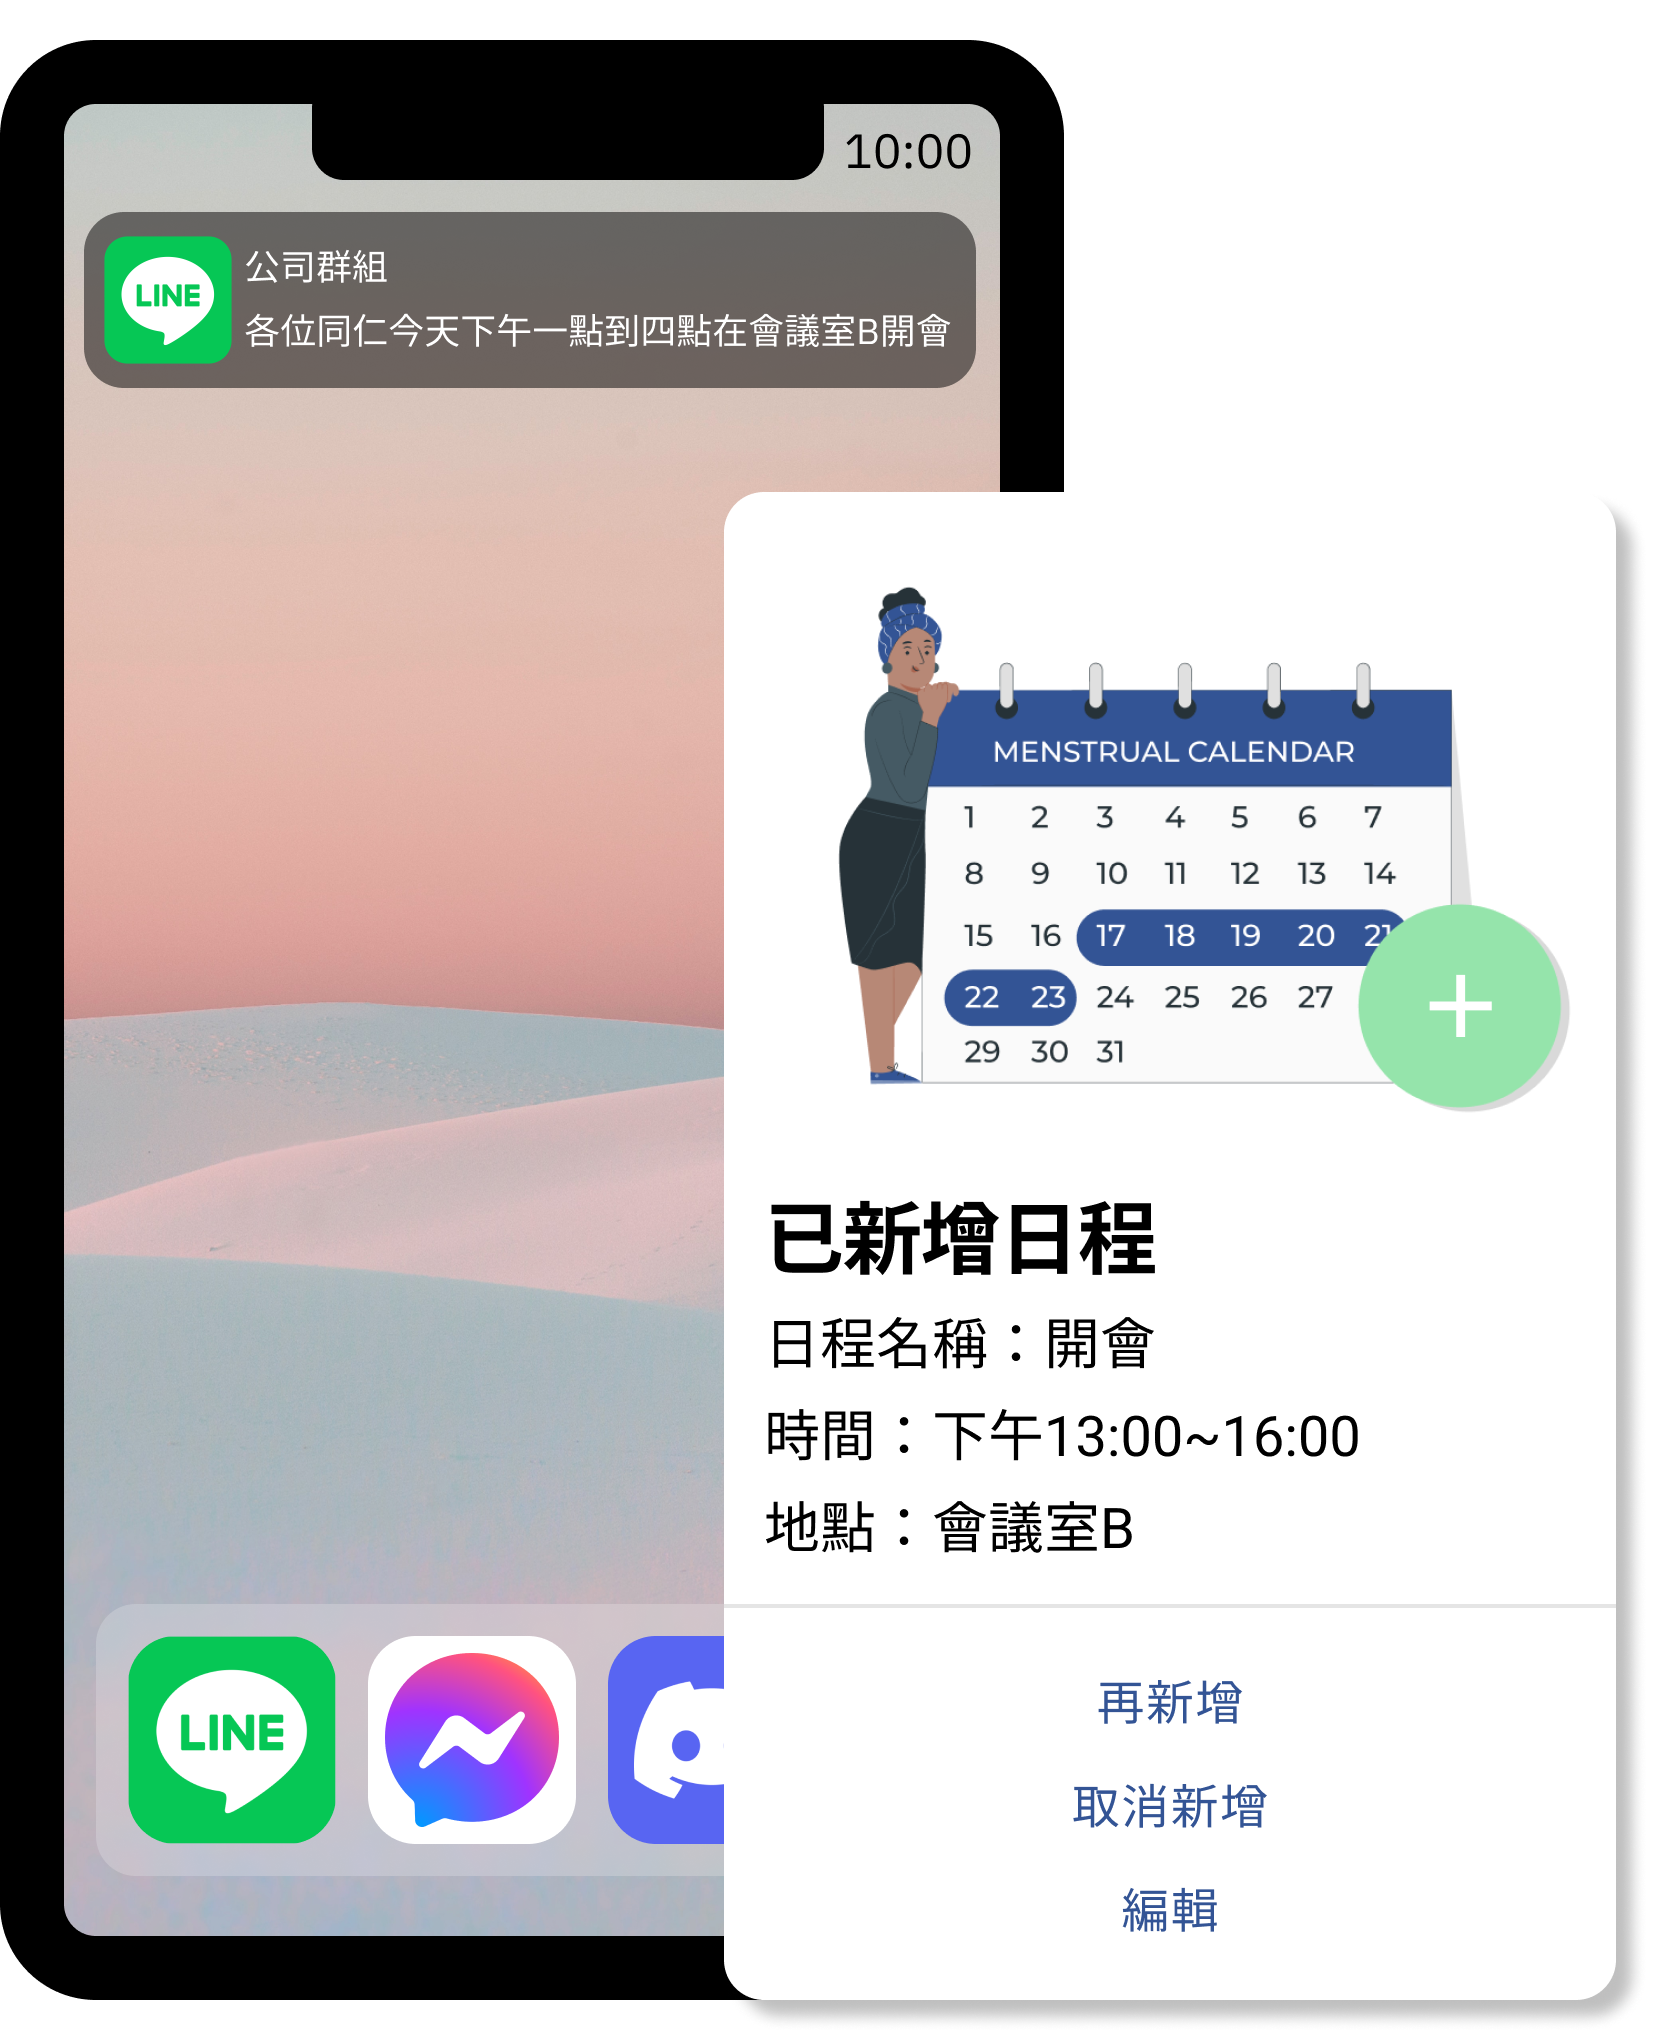 10:00
LINE
公司群組
各位同仁今天下午一點到四點在會議室B開會
MENSTRUAL CALENDAR
1 2 3 4 5 6 7
8 9 10 11 12 13 14
15 16 17 18 19 20 21
22 23 24 25 26 27
29 30 31
+
已新增日程
日程名稱：開會
時間：下午13:00~16:00
地點：會議室B
LINE
再新增
取消新增
編輯